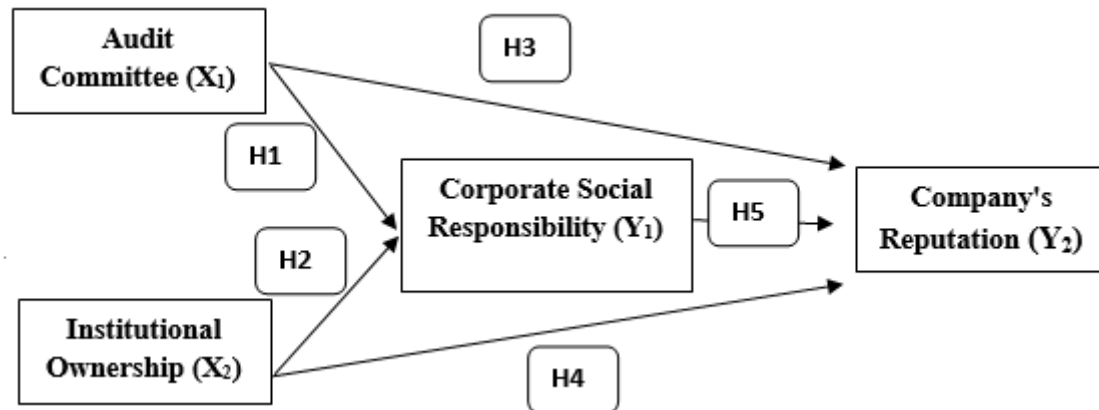 Audit
Committee (X₁)
H3
H1
Corporate Social
Responsibility (Y₁)
H5
Company's
Reputation (Y₂)
H2
Institutional
Ownership (X₂)
H4